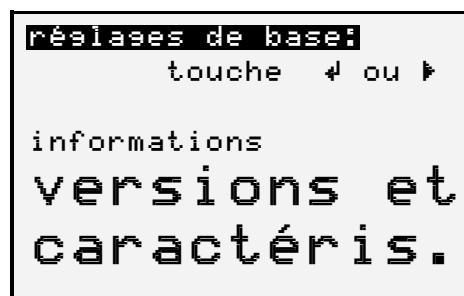 réglages de base:
touche ↲ ou ▶
informations
versions et
caractéris.